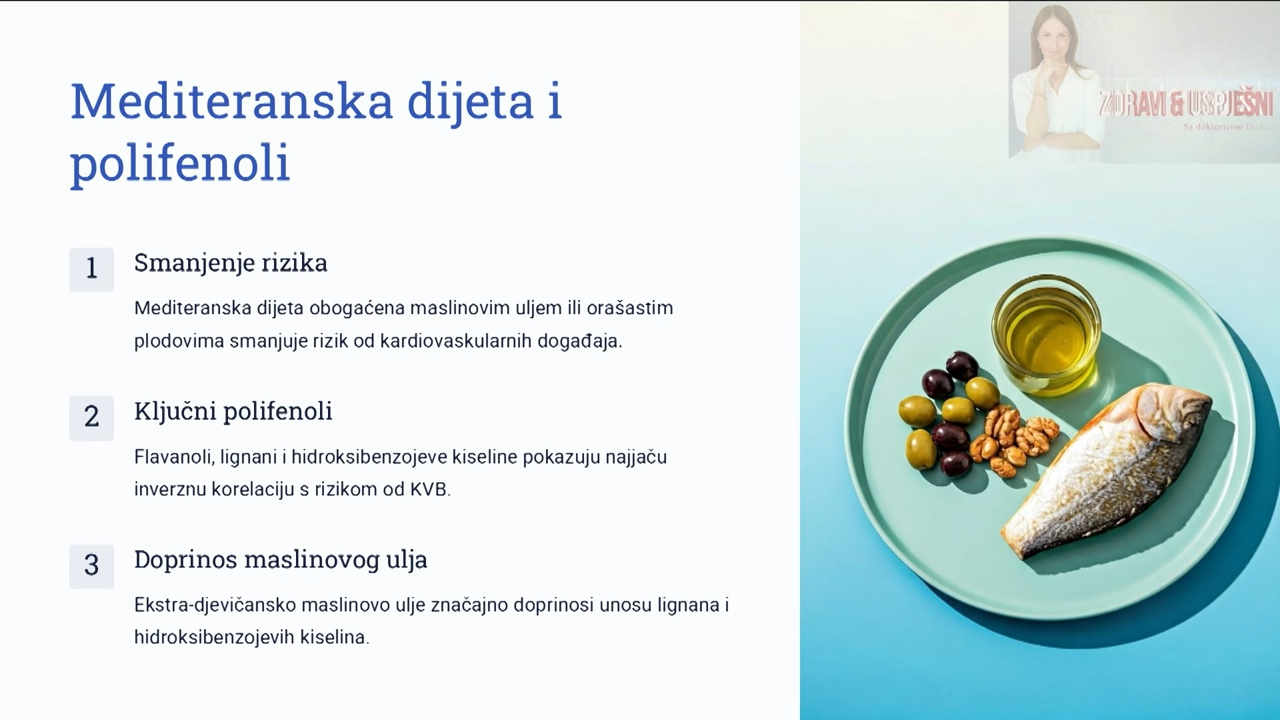 Mediteranska dijeta i
polifenoli
1
Smanjenje rizika
Mediteranska dijeta obogaćena maslinovim uljem ili orašastim
plodovima smanjuje rizik od kardiovaskularnih događaja.
2
Ključni polifenoli
Flavanoli, lignani i hidroksibenzojeve kiseline pokazuju najjaču
inverznu korelaciju s rizikom od KVB.
3
Doprinos maslinovog ulja
Ekstra-djevičansko maslinovo ulje značajno doprinosi unosu lignana i
hidroksibenzojevih kiselina.
ZDRAVI & USPJEŠNI
Sa doktoricom